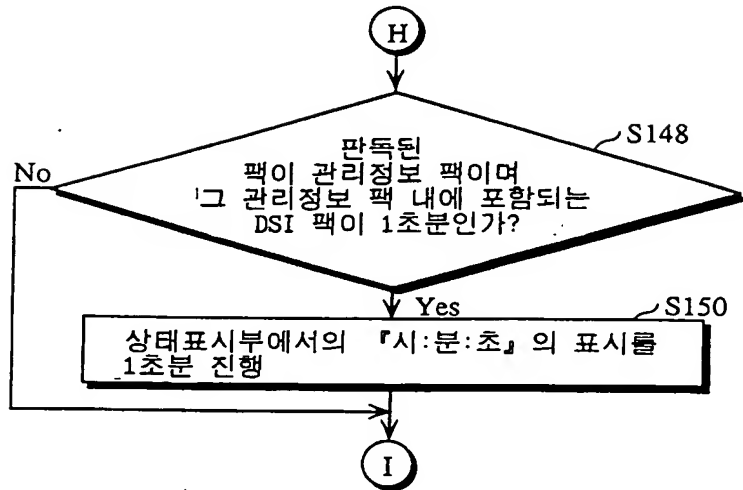 H
S148
판독된
팩이 관리정보 팩이며
그 관리정보 팩 내에 포함되는
DSI 팩이 1초분인가?
No
Yes
S150
상태표시부에서의 『시:분:초』의 표시를
1초분 진행
I